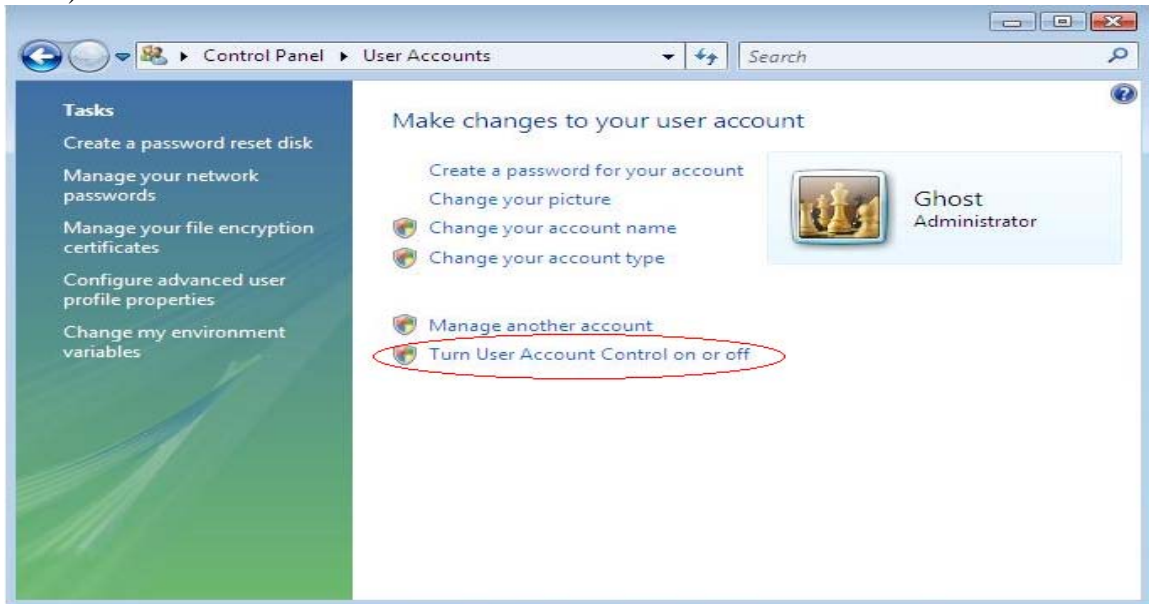 Control Panel
User Accounts
Search
Tasks
Create a password reset disk
Manage your network
passwords
Manage your file encryption
certificates
Configure advanced user
profile properties
Change my environment
variables
Make changes to your user account
Create a password for your account
Change your picture
Change your account name
Change your account type
Manage another account
Turn User Account Control on or off
Ghost
Administrator